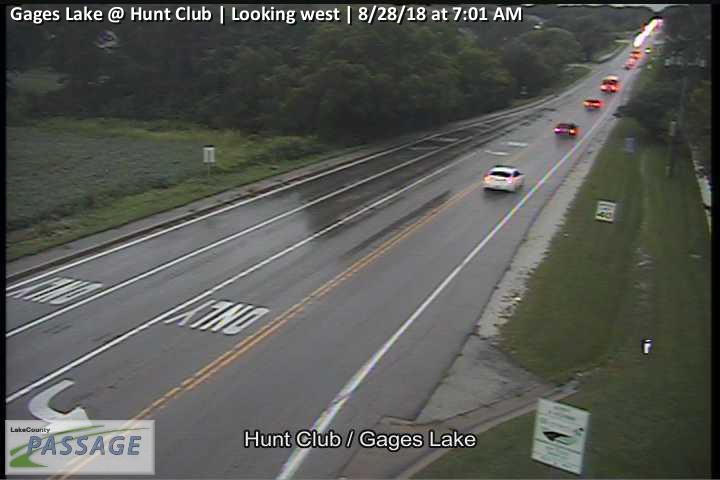 Gages Lake @ Hunt Club | Looking west | 8/28/18 at 7:01 AM
ONLY
ONLY
40
Hunt Club / Gages Lake
LakeCounty
PASSAGE